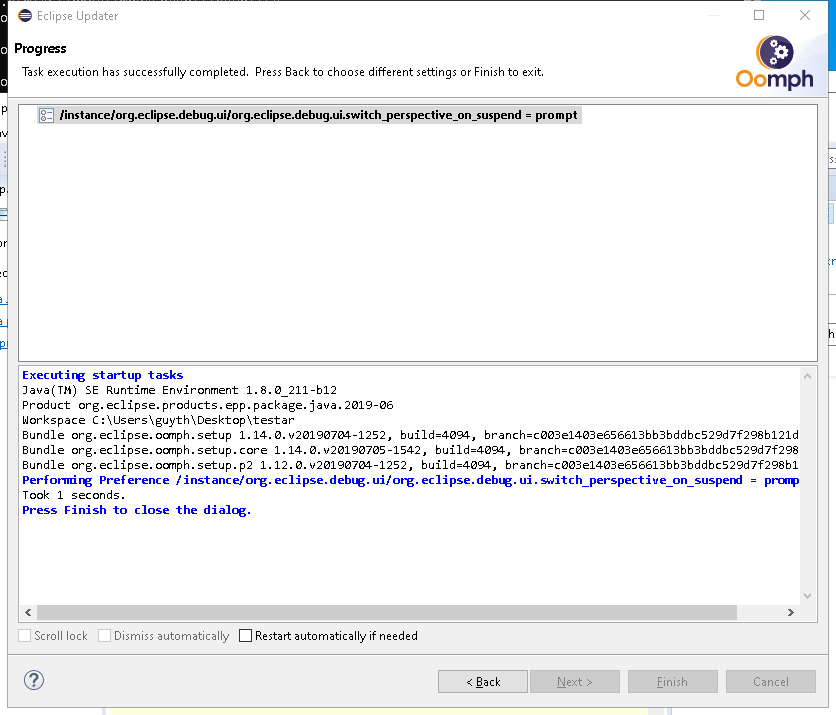 Eclipse Updater
Progress
Task execution has successfully completed. Press Back to choose different settings or Finish to exit.
Oomph
/instance/org.eclipse.debug.ui/org.eclipse.debug.ui.switch_perspective_on_suspend = prompt
Executing startup tasks
Java(TM) SE Runtime Environment 1.8.0_211-b12
Product org.eclipse.products.epp.package.java.2019-06
Workspace C:\Users\guyth\Desktop\testar
Bundle org.eclipse.oomph.setup 1.14.0.v20190704-1252, build=4094, branch=c003e1403e656613bb3bddbc529d7f298b121d
Bundle org.eclipse.oomph.setup.core 1.14.0.v20190705-1542, build=4094, branch=c003e1403e656613bb3bddbc529d7f298
Bundle org.eclipse.oomph.setup.p2 1.12.0.v20190704-1252, build=4094, branch=c003e1403e656613bb3bddbc529d7f298b1
Performing Preference /instance/org.eclipse.debug.ui/org.eclipse.debug.ui.switch_perspective_on_suspend = promp
Took 1 seconds.
Press Finish to close the dialog.
Scroll lock Dismiss automatically Restart automatically if needed
? < Back Next > Finish Cancel